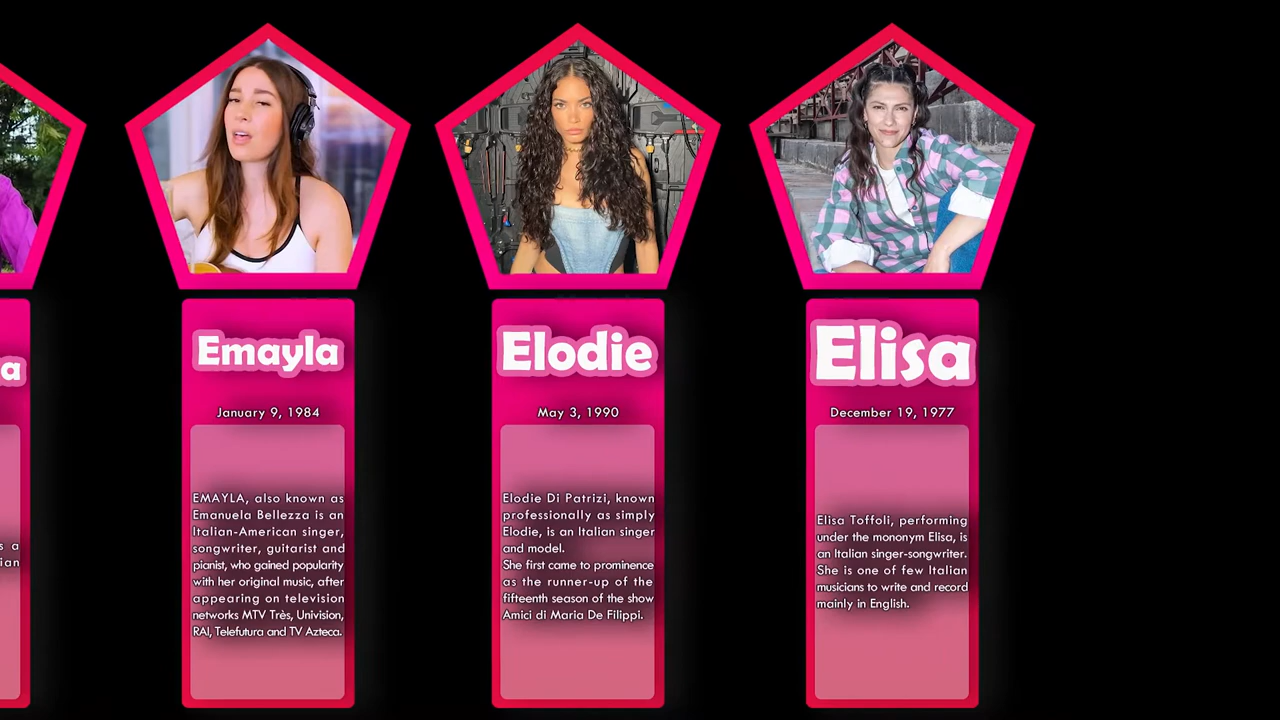 a
s a
ian
Emayla
January 9, 1984
EMAYLA, also known as
Emanuela Bellezza is an
Italian-American singer,
songwriter, guitarist and
pianist, who gained popularity
with her original music, after
appearing on television
networks MTV Très, Univision,
RAI, Telefutura and TV Azteca.
Elodie
May 3, 1990
Elodie Di Patrizi, known
professionally as simply
Elodie, is an Italian singer
and model.
She first came to prominence
as the runner-up of the
fifteenth season of the show
Amici di Maria De Filippi.
Elisa
December 19, 1977
Elisa Toffoli, performing
under the mononym Elisa, is
an Italian singer-songwriter.
She is one of few Italian
musicians to write and record
mainly in English.